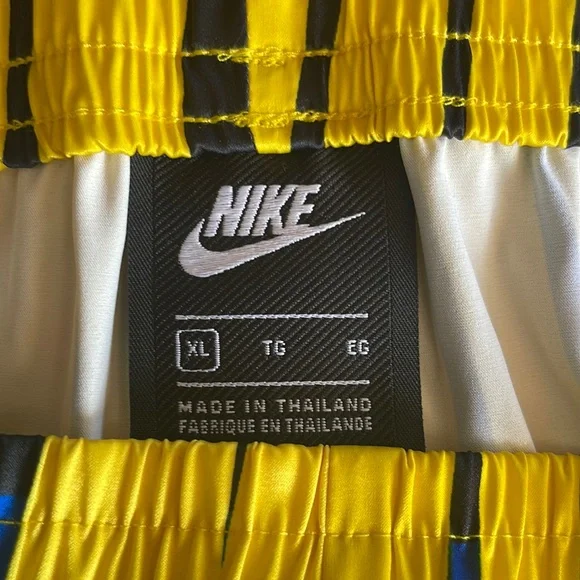 NIKE
XL TG EG
MADE IN THAILAND
FABRIQUE EN THAILANDE